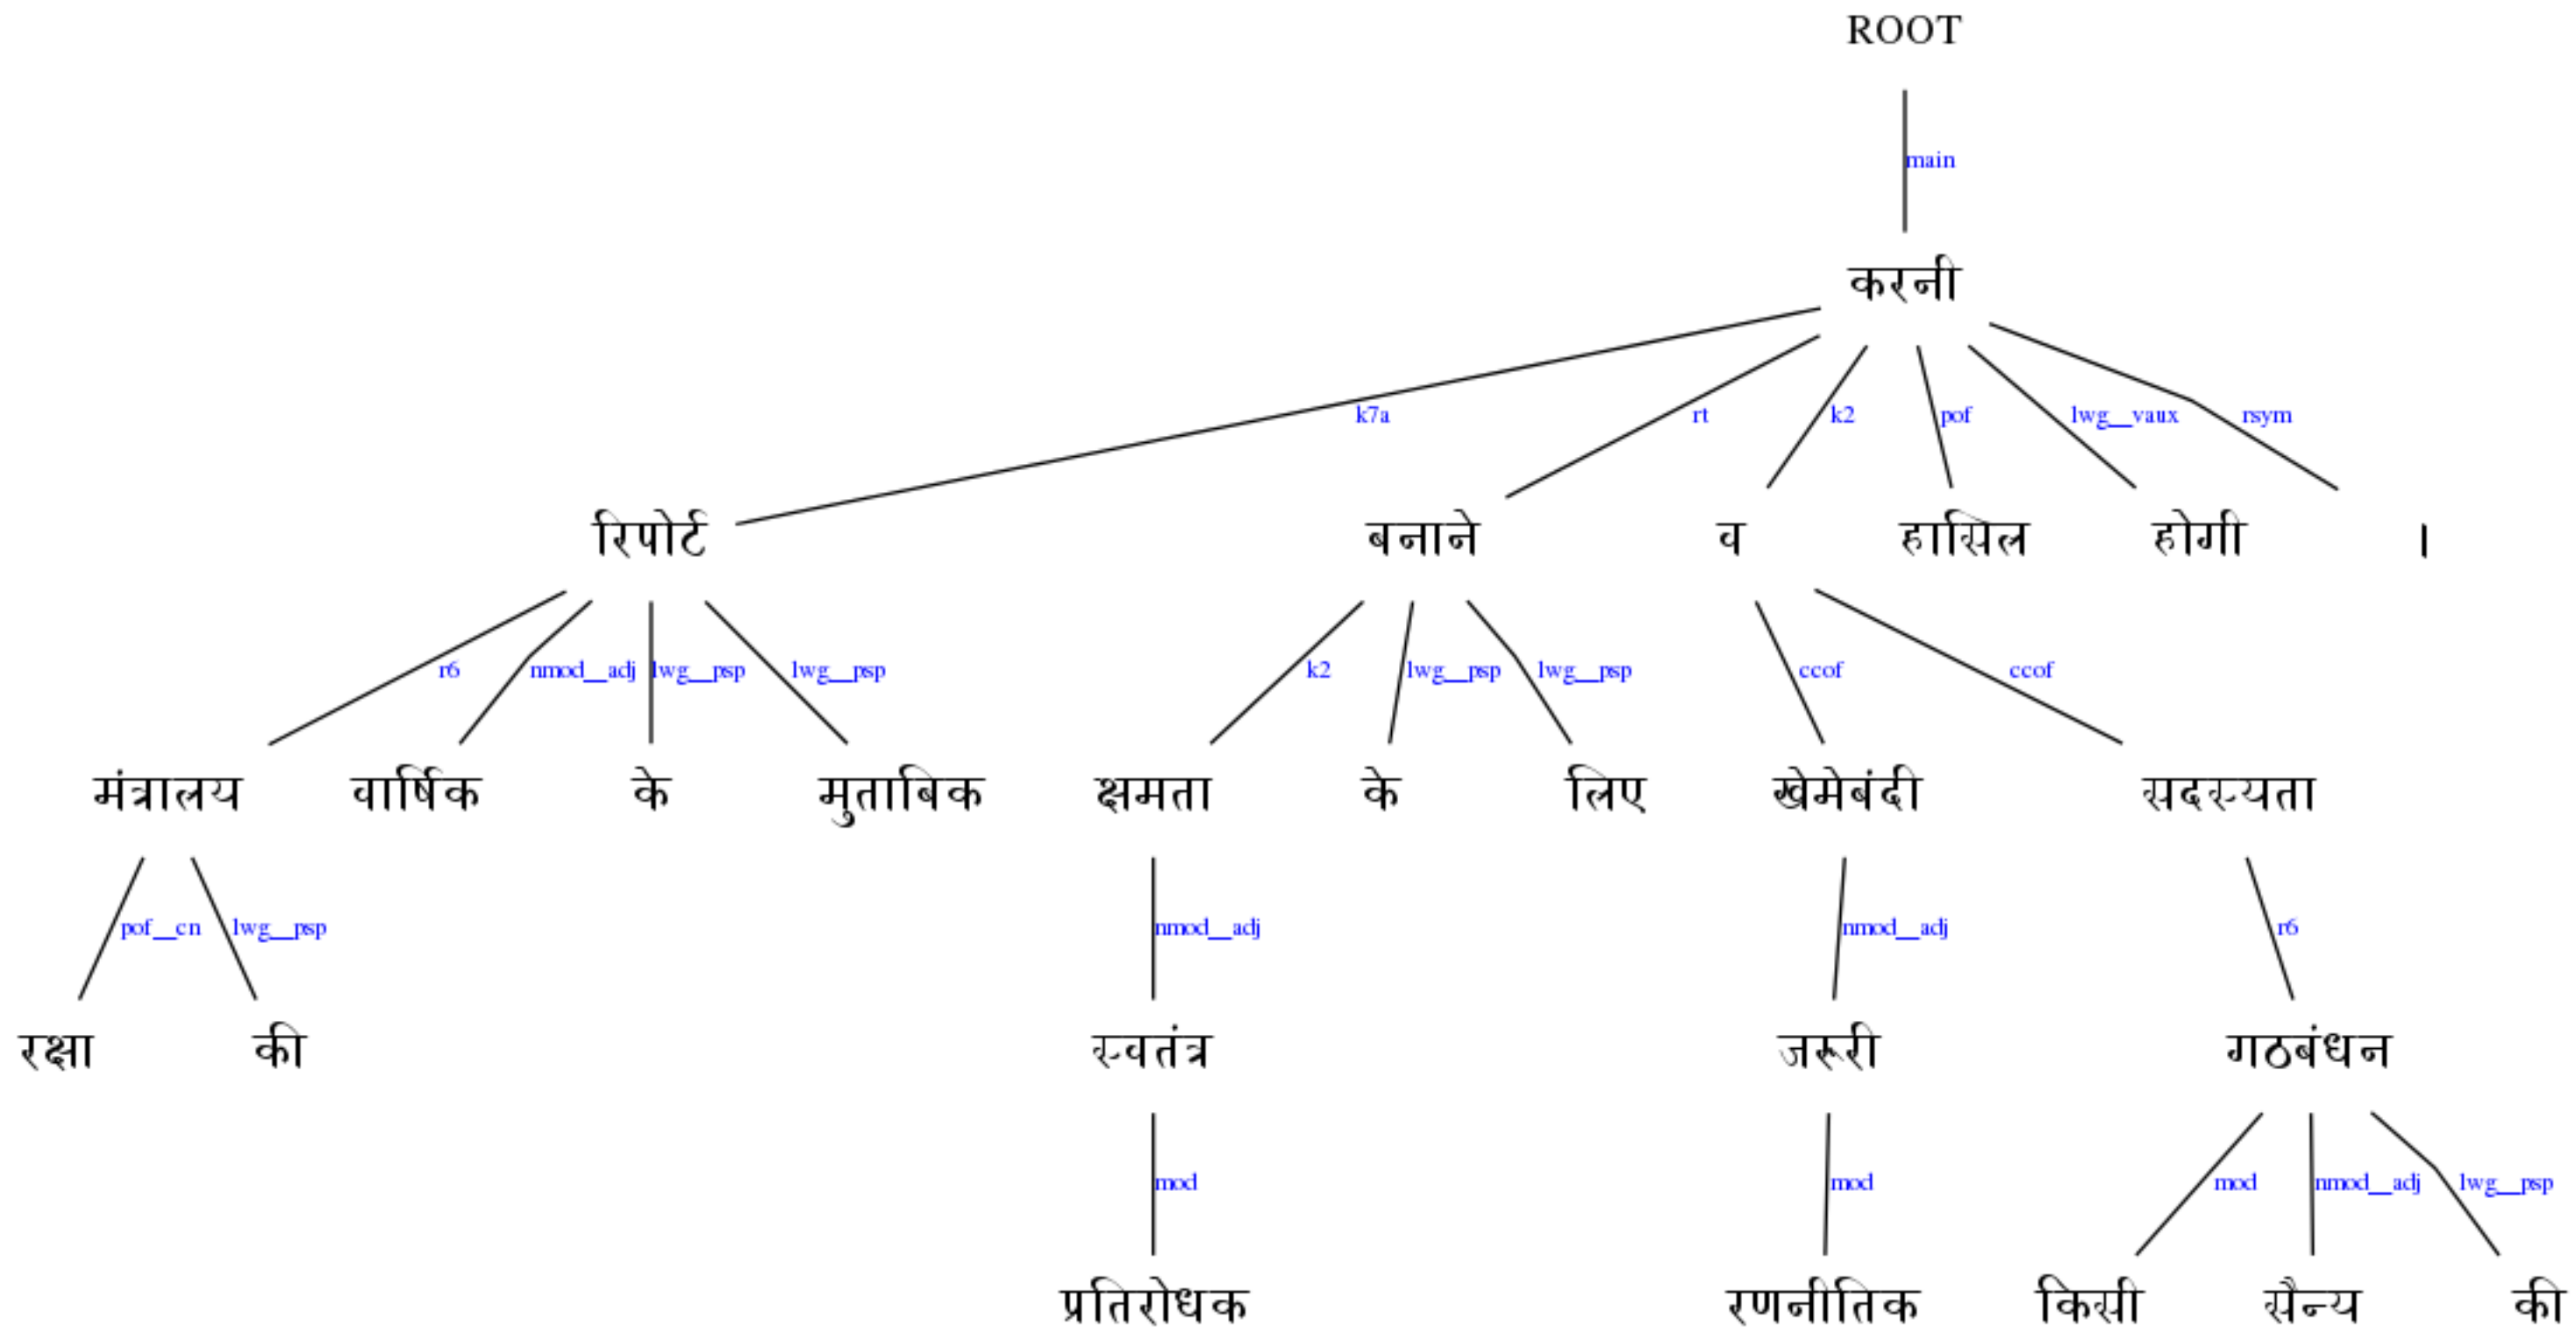 ROOT
main
करनी
k7a rt k2 pof lwg__vaux rsym
रिपोर्ट बनाने व हासिल होगी ।
r6 nmod__adj lwg__psp lwg__psp k2 lwg__psp lwg__psp ccof ccof
मंत्रालय वार्षिक के मुताबिक क्षमता के लिए खेमेबंदी सदस्यता
pof__cn lwg__psp nmod__adj nmod__adj r6
रक्षा की स्वतंत्र जरूरी गठबंधन
mod mod mod nmod__adj lwg__psp
प्रतिरोधक रणनीतिक किसी सैन्य की